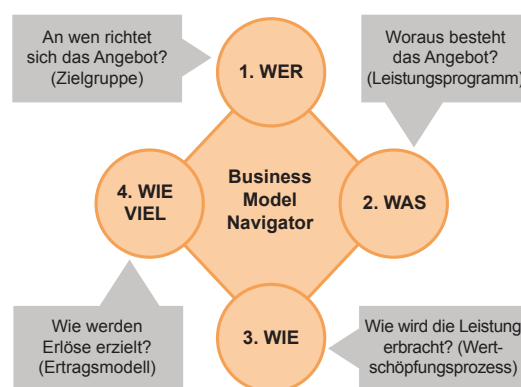 An wen richtet
sich das Angebot?
(Zielgruppe)
1. WER
Woraus besteht
das Angebot?
(Leistungsprogramm)
4. WIE
VIEL
Business
Model
Navigator
2. WAS
Wie werden
Erlöse erzielt?
(Ertragsmodell)
3. WIE
Wie wird die Leistung
erbracht? (Wert-
schöpfungsprozess)